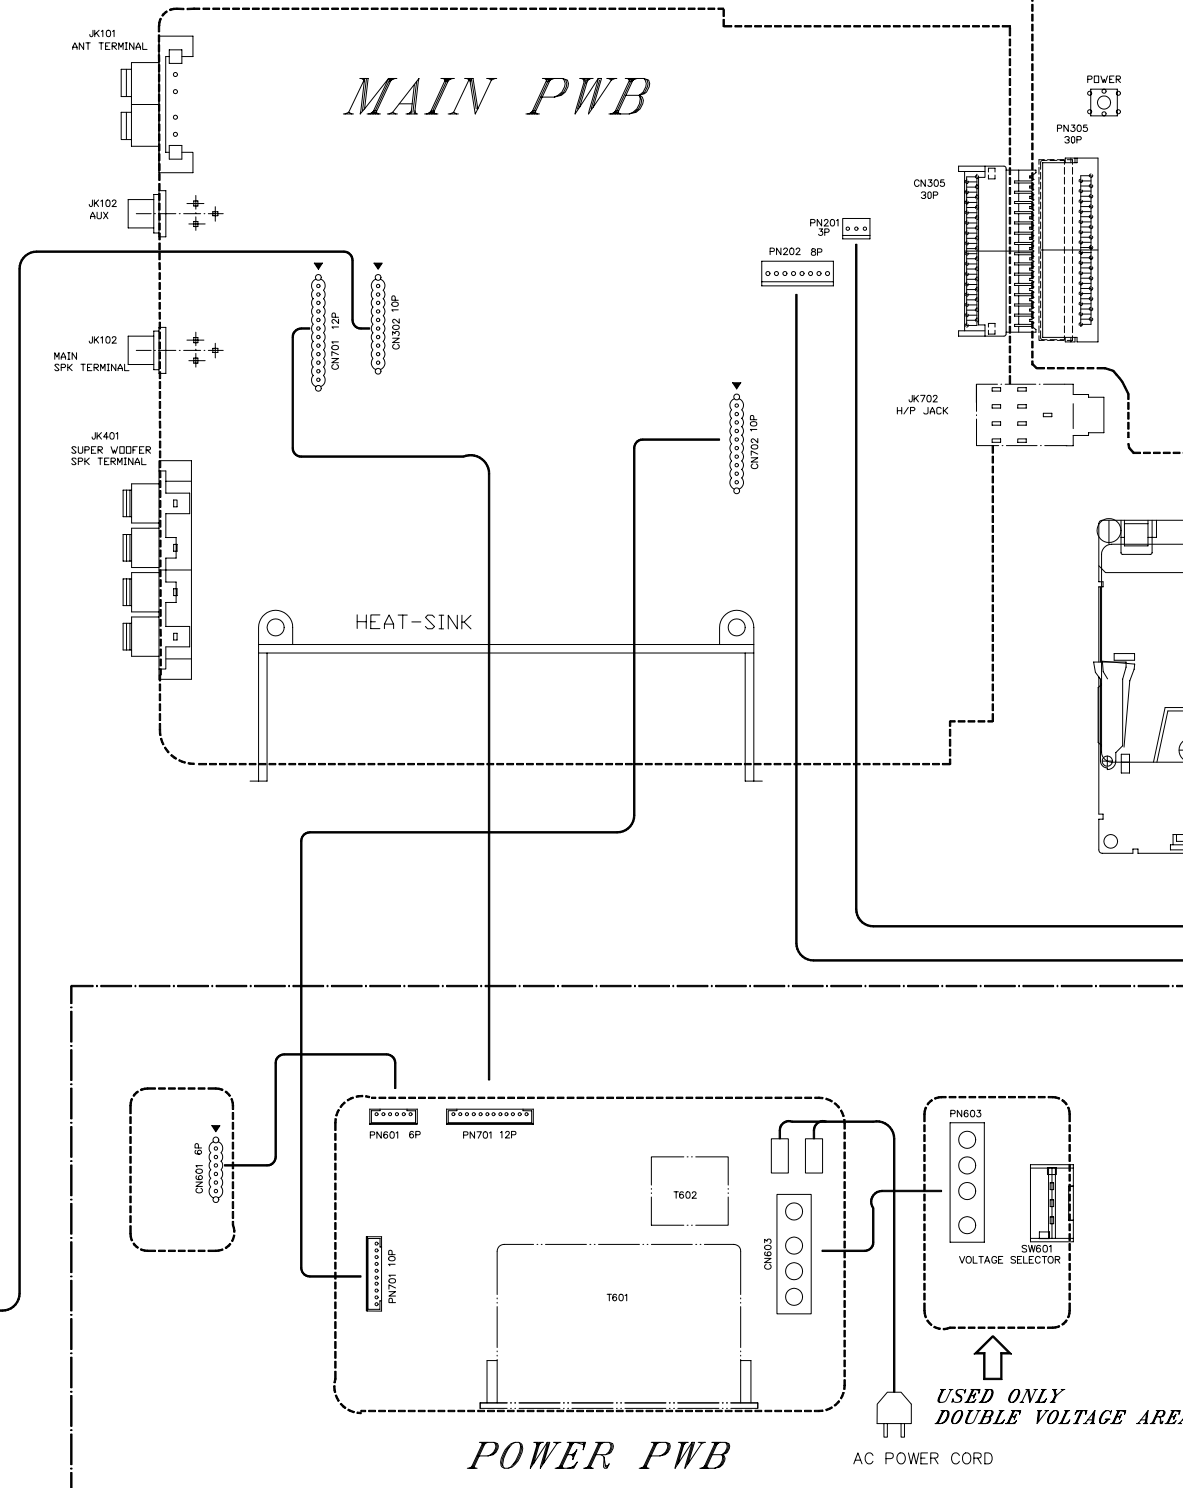 JK101
ANT TERMINAL
MAIN PWB
POWER
PN305
30P
CN305
30P
JK102
AUX
PN201
3P
PN202 8P
CN701 12P
CN302 10P
JK102
MAIN
SPK TERMINAL
JK702
H/P JACK
CN702 10P
JK401
SUPER WOOFER
SPK TERMINAL
HEAT-SINK
CN601 6P
PN601 6P
PN701 12P
PN603
T602
CN603
PN701 10P
T601
SW601
VOLTAGE SELECTOR
USED ONLY
DOUBLE VOLTAGE AREA
POWER PWB
AC POWER CORD